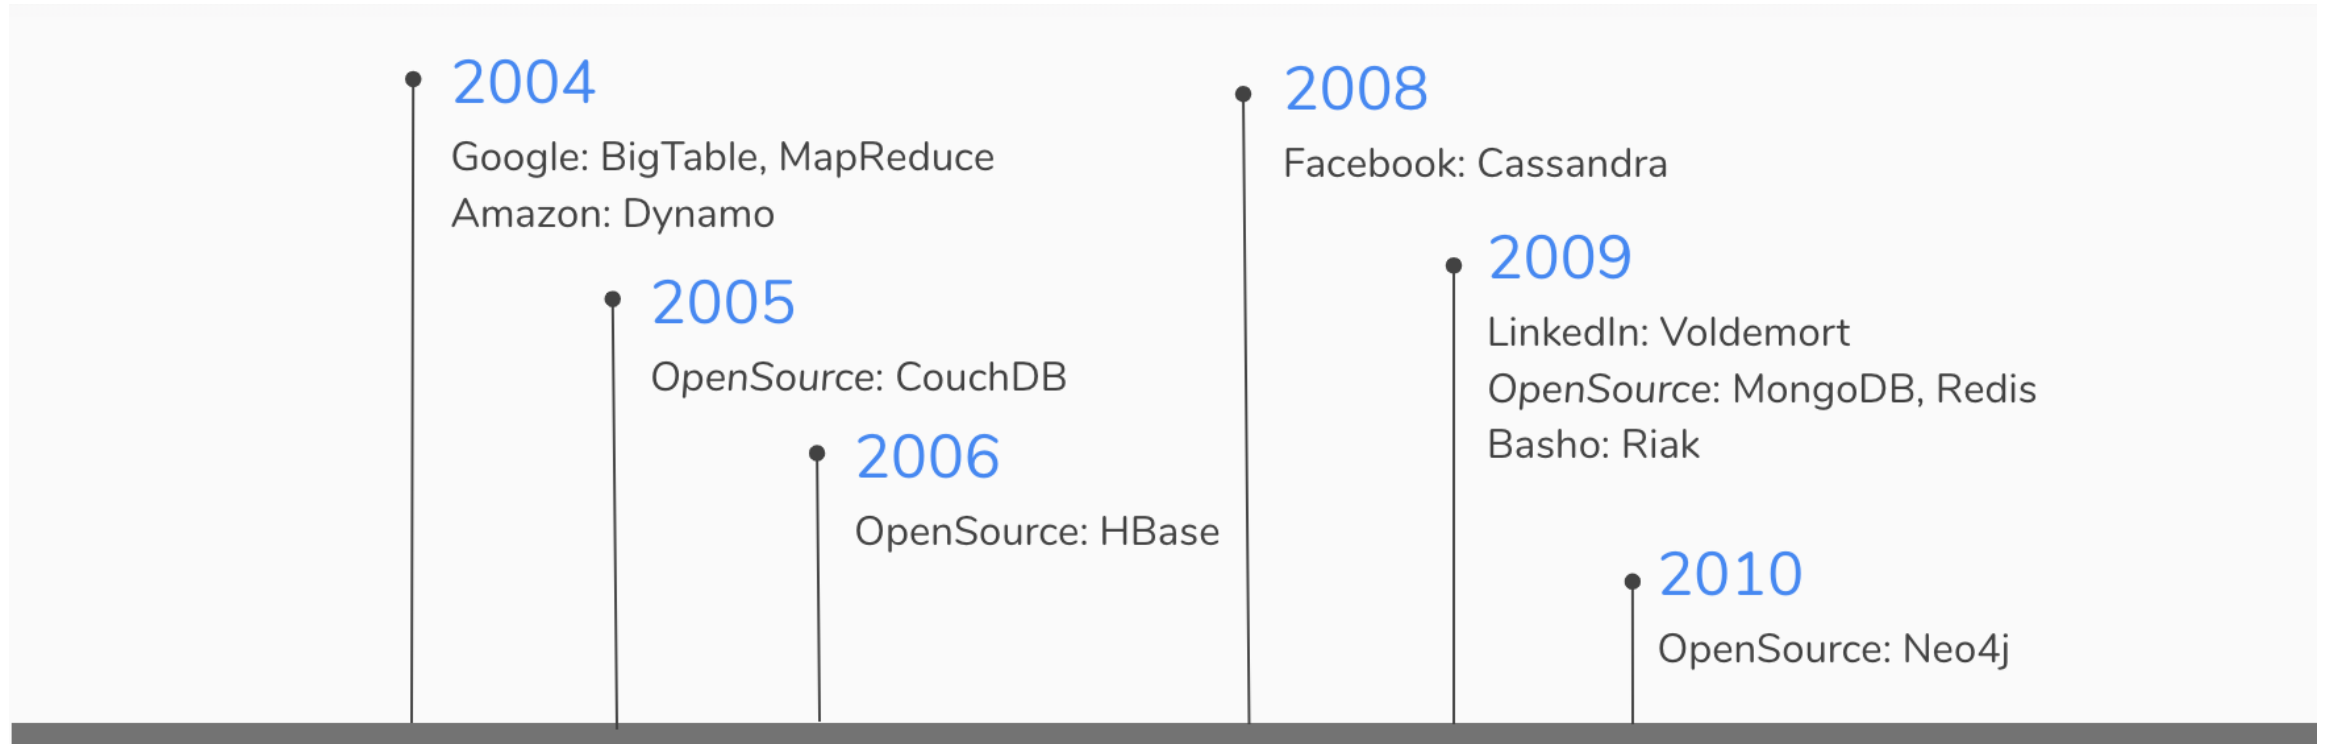 2004
Google: BigTable, MapReduce
Amazon: Dynamo
2005
OpenSource: CouchDB
2006
OpenSource: HBase
2008
Facebook: Cassandra
2009
LinkedIn: Voldemort
OpenSource: MongoDB, Redis
Basho: Riak
2010
OpenSource: Neo4j